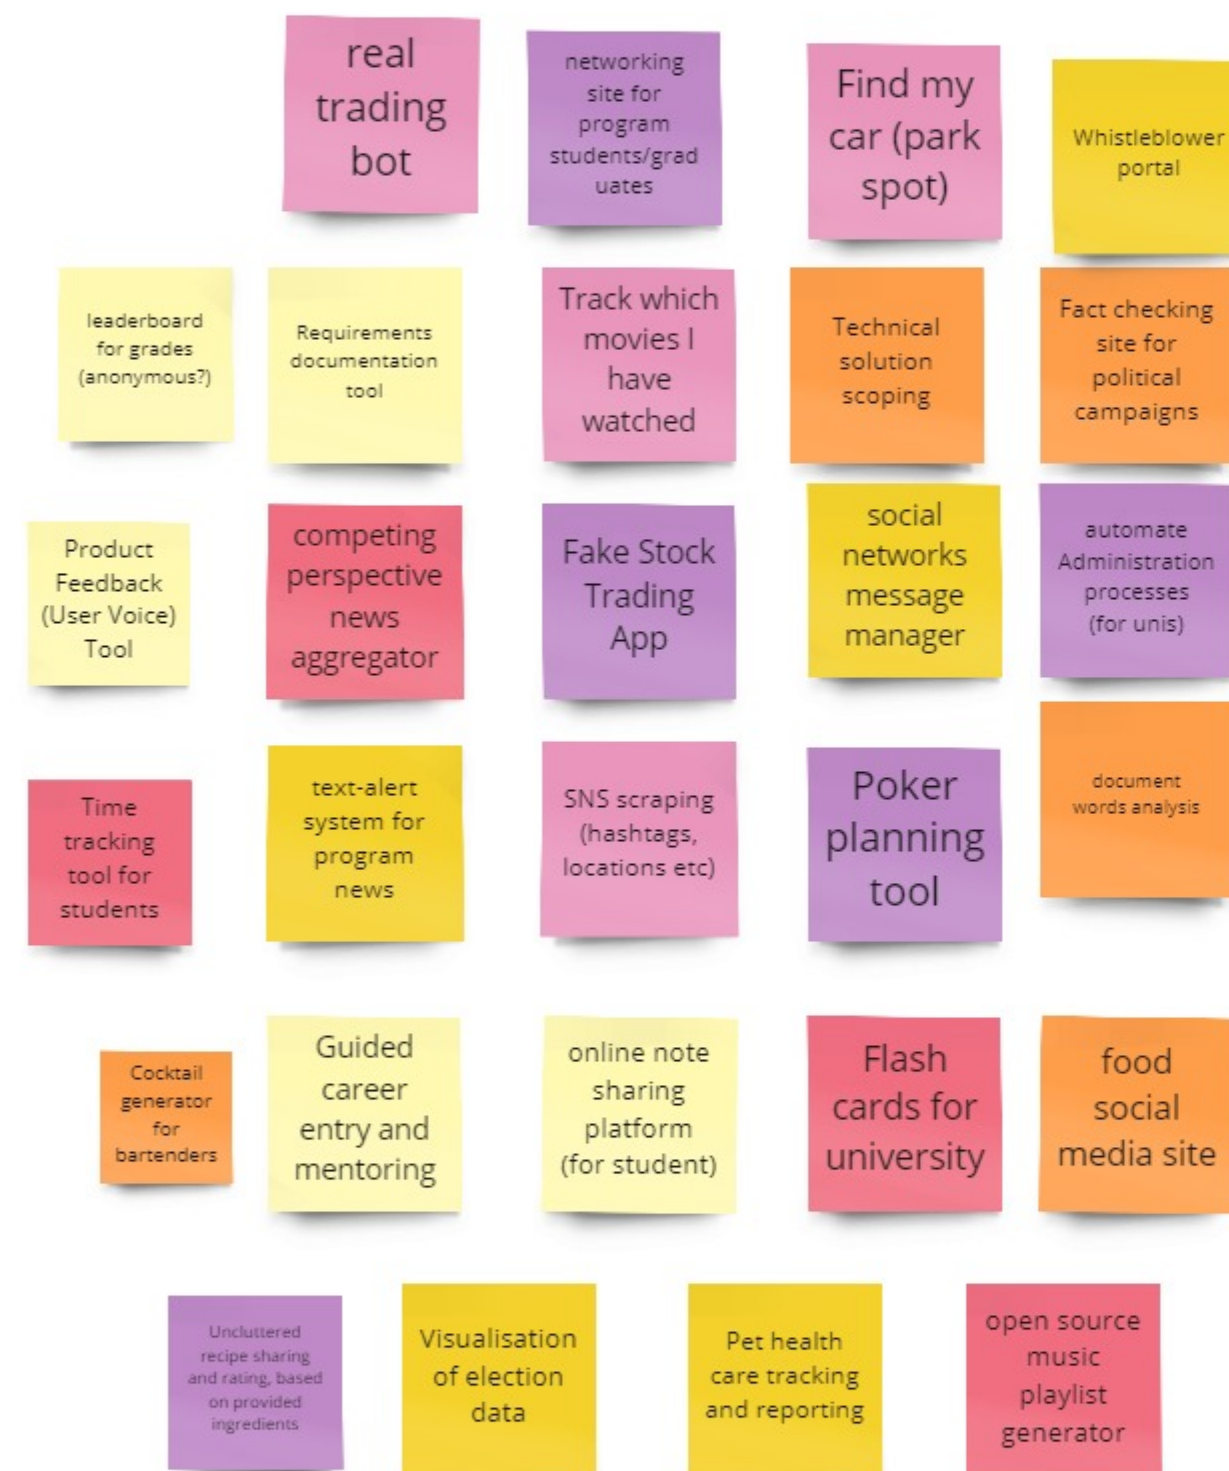 real
trading
bot
networking
site for
program
students/grad
uates
Find my
car (park
spot)
Whistleblower
portal
leaderboard
for grades
(anonymous?)
Requirements
documentation
tool
Track which
movies I
have
watched
Technical
solution
scoping
Fact checking
site for
political
campaigns
Product
Feedback
(User Voice)
Tool
competing
perspective
news
aggregator
Fake Stock
Trading
App
social
networks
message
manager
automate
Administration
processes
(for unis)
Time
tracking
tool for
students
text-alert
system for
program
news
SNS scraping
(hashtags,
locations etc)
Poker
planning
tool
document
words analysis
Cocktail
generator
for
bartenders
Guided
career
entry and
mentoring
online note
sharing
platform
(for student)
Flash
cards for
university
food
social
media site
Uncluttered
recipe sharing
and rating, based
on provided
ingredients
Visualisation
of election
data
Pet health
care tracking
and reporting
open source
music
playlist
generator